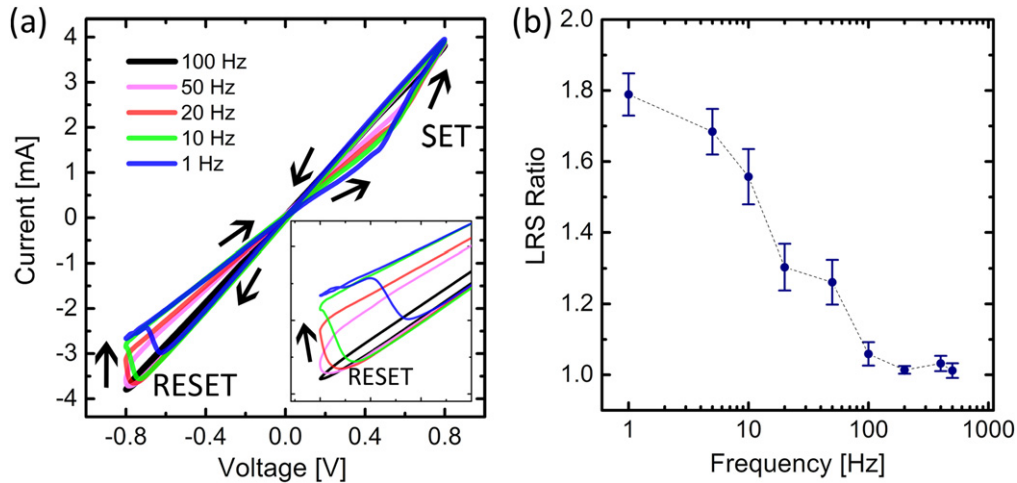 (a)
Current [mA]
4
3
2
1
0
-1
-2
-3
-4
100 Hz
50 Hz
20 Hz
10 Hz
1 Hz
SET
RESET
RESET
-0.8
-0.4
0.0
0.4
0.8
Voltage [V]
(b)
LRS Ratio
2.0
1.8
1.6
1.4
1.2
1.0
1
10
100
1000
Frequency [Hz]